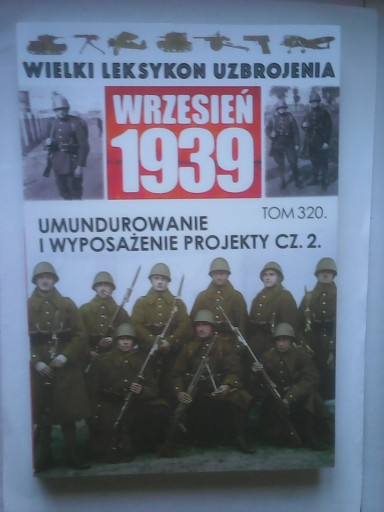 WIELKI LEKSYKON UZBROJENIA
WRZESIEŃ
1939
TOM 320.
UMUNDUROWANIE
I WYPOSAŻENIE PROJEKTY CZ. 2.